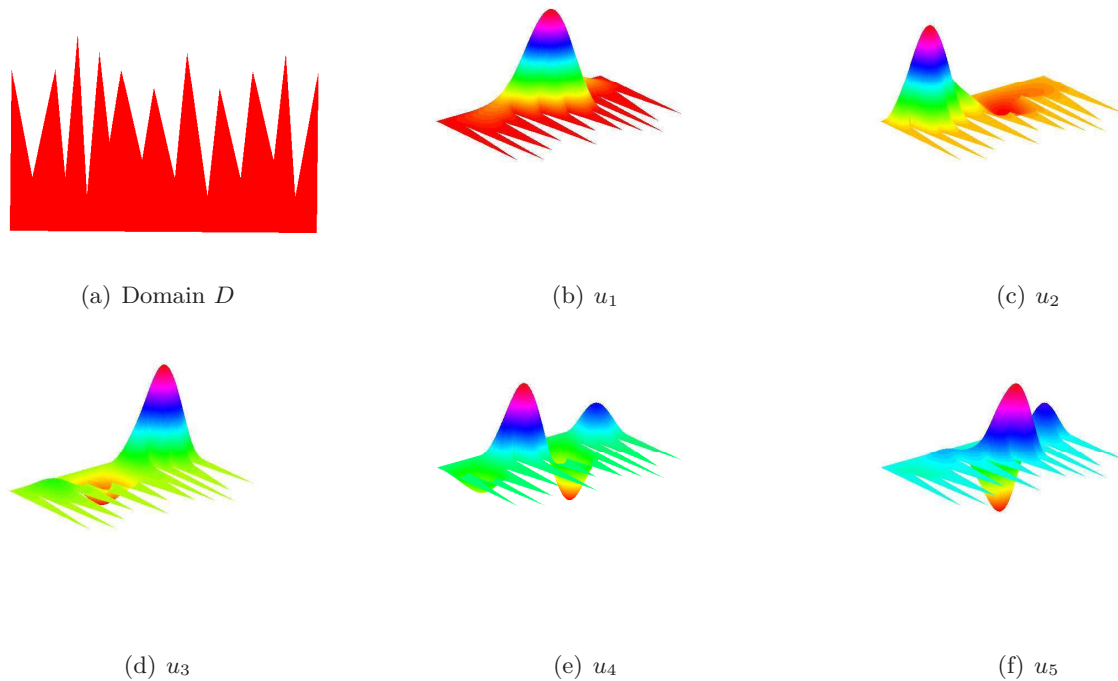 (a) Domain D
(b) u₁
(c) u₂
(d) u₃
(e) u₄
(f) u₅